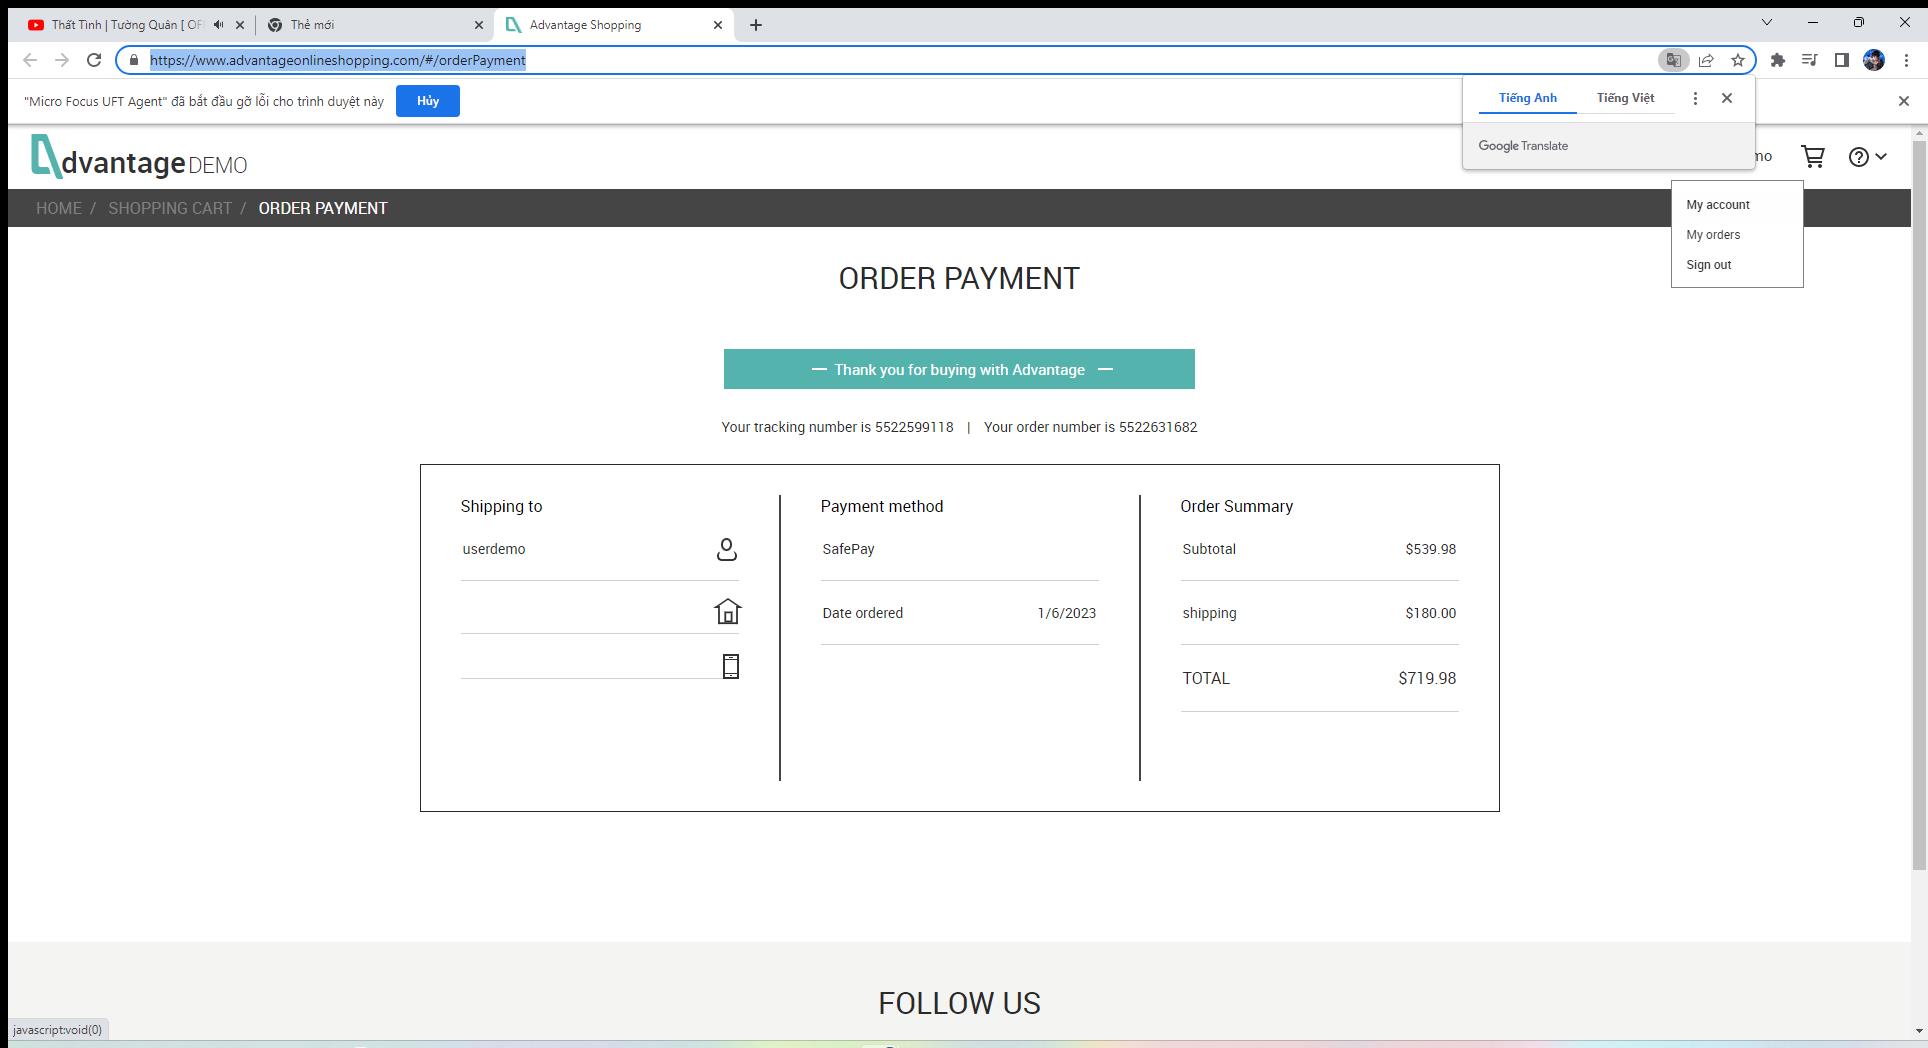 Thất Tình | Tường Quân [ OF
Thẻ mới
Advantage Shopping
https://www.advantageonlineshopping.com/#/orderPayment
"Micro Focus UFT Agent" đã bắt đầu gỡ lỗi cho trình duyệt này
Hủy
Tiếng Anh
Tiếng Việt
Google Translate
dvantage DEMO
mo
HOME / SHOPPING CART / ORDER PAYMENT
My account
My orders
Sign out
ORDER PAYMENT
— Thank you for buying with Advantage —
Your tracking number is 5522599118 | Your order number is 5522631682
Shipping to
userdemo
Payment method
SafePay
Date ordered 1/6/2023
Order Summary
Subtotal $539.98
shipping $180.00
TOTAL $719.98
FOLLOW US
javascript:void(0)